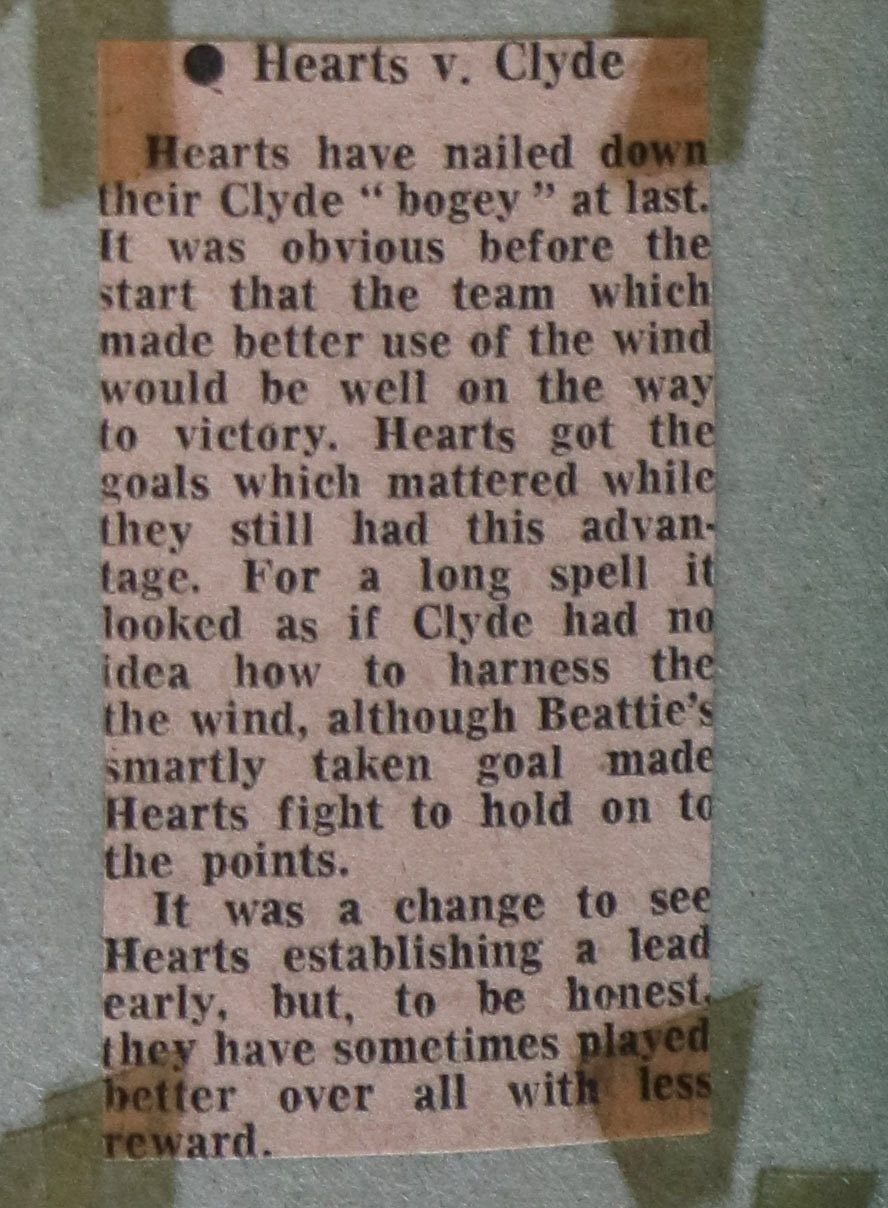 ● Hearts v. Clyde
Hearts have nailed down
their Clyde “ bogey ” at last.
It was obvious before the
start that the team which
made better use of the wind
would be well on the way
to victory. Hearts got the
goals which mattered while
they still had this advan-
tage. For a long spell it
looked as if Clyde had no
idea how to harness the
the wind, although Beattie’s
smartly taken goal made
Hearts fight to hold on to
the points.
It was a change to see
Hearts establishing a lead
early, but, to be honest,
they have sometimes played
better over all with less
reward.